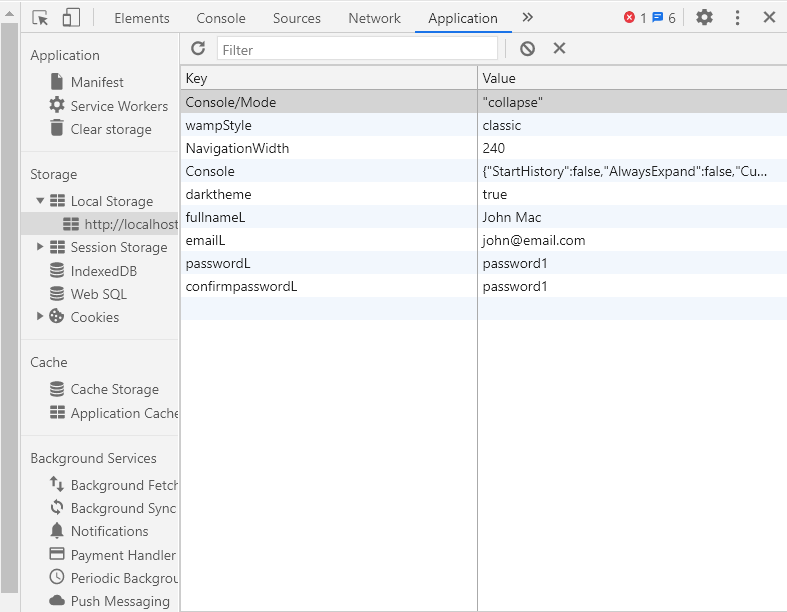 Elements Console Sources Network Application » 1 6
Application
Manifest
Service Workers
Clear storage
Storage
Local Storage
http://localhost
Session Storage
IndexedDB
Web SQL
Cookies
Cache
Cache Storage
Application Cache
Background Services
Background Fetch
Background Sync
Notifications
Payment Handler
Periodic Backgrou
Push Messaging
Filter
Key Value
Console/Mode "collapse"
wampStyle classic
NavigationWidth 240
Console {"StartHistory":false,"AlwaysExpand":false,"Cu...
darktheme true
fullnameL John Mac
emailL john@email.com
passwordL password1
confirmpasswordL password1